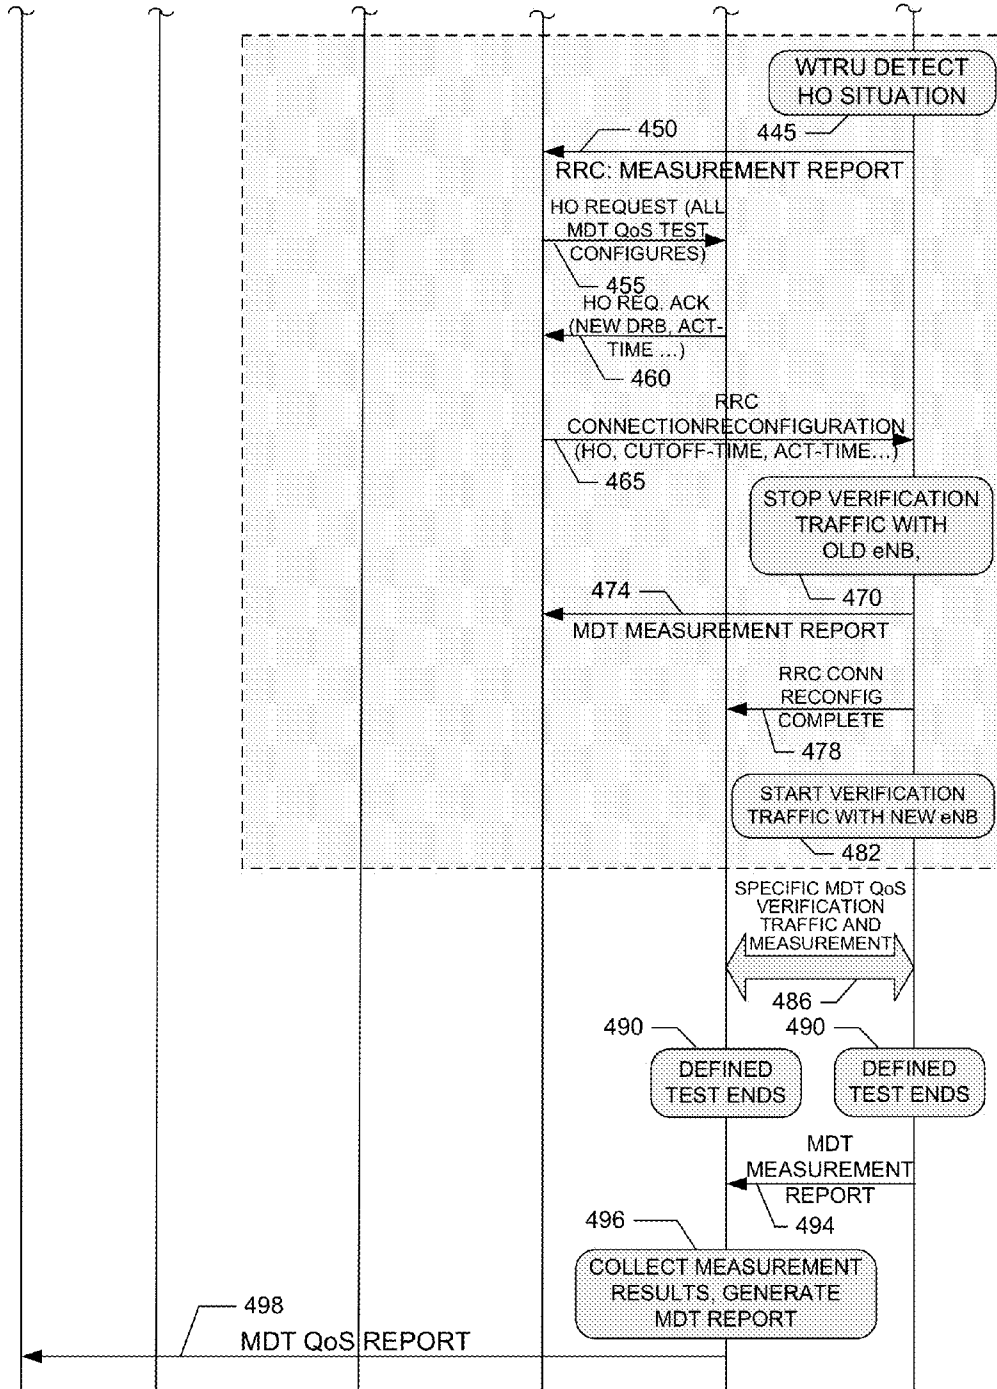 WTRU DETECT
HO SITUATION
450
445
RRC: MEASUREMENT REPORT
HO REQUEST (ALL
MDT QoS TEST
CONFIGURES)
455
HO REQ. ACK
(NEW DRB, ACT-
TIME ...)
460
RRC
CONNECTIONRECONFIGURATION
(HO, CUTOFF-TIME, ACT-TIME...)
465
STOP VERIFICATION
TRAFFIC WITH
OLD eNB,
474
470
MDT MEASUREMENT REPORT
RRC CONN
RECONFIG
COMPLETE
478
START VERIFICATION
TRAFFIC WITH NEW eNB
482
SPECIFIC MDT QoS
VERIFICATION
TRAFFIC AND
MEASUREMENT
486
490
490
DEFINED
TEST ENDS
DEFINED
TEST ENDS
MDT
MEASUREMENT
REPORT
494
496
COLLECT MEASUREMENT
RESULTS, GENERATE
MDT REPORT
498
MDT QoS REPORT